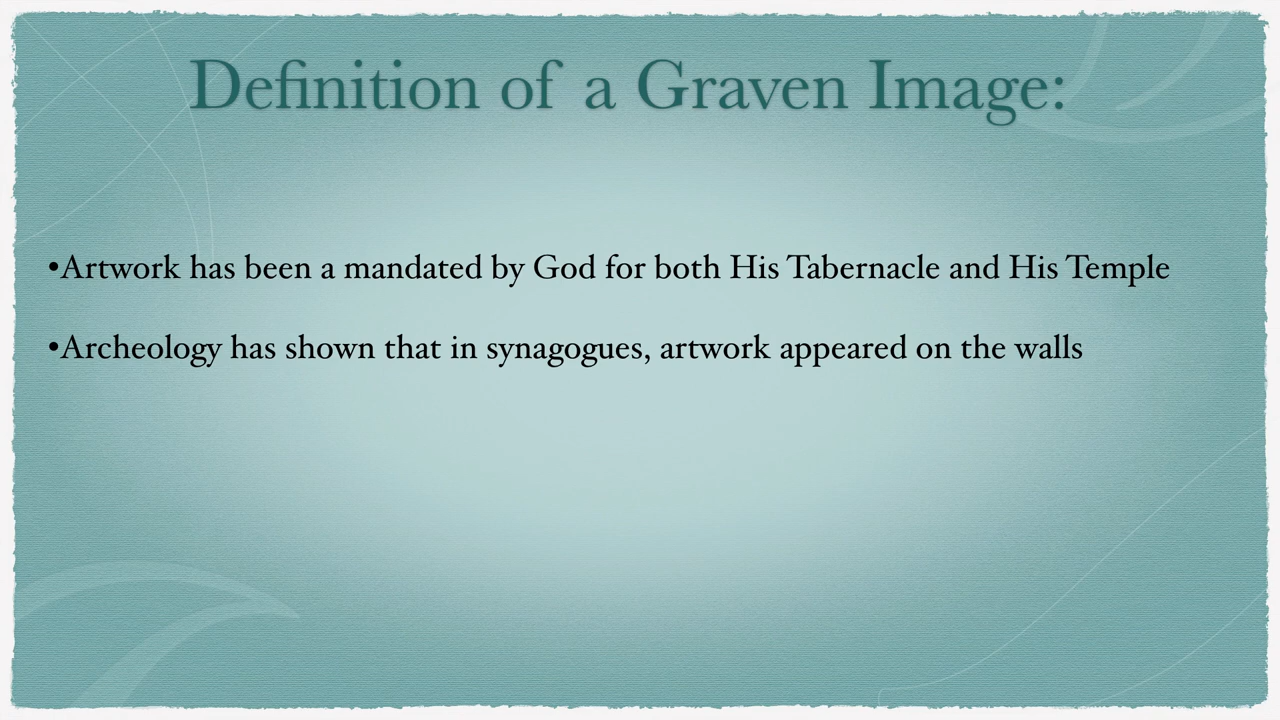 Definition of a Graven Image:
•Artwork has been a mandated by God for both His Tabernacle and His Temple
•Archeology has shown that in synagogues, artwork appeared on the walls